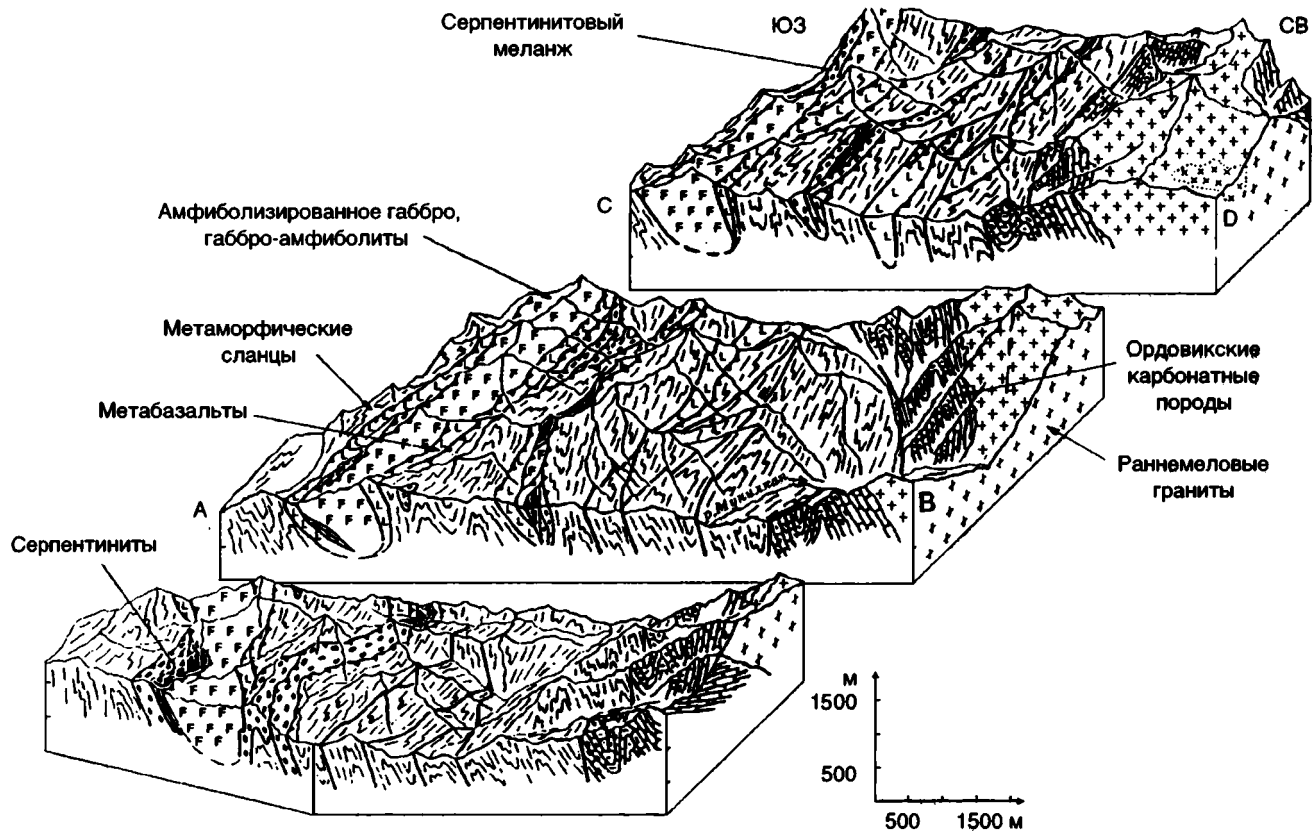 Серпентинитовый
меланж
ЮЗ
СВ
C
D
Амфиболизированное габбро,
габбро-амфиболиты
Метаморфические
сланцы
Метабазальты
Ордовикские
карбонатные
породы
Раннемеловые
граниты
A
B
Серпентиниты
м
1500
500
500 1500 м